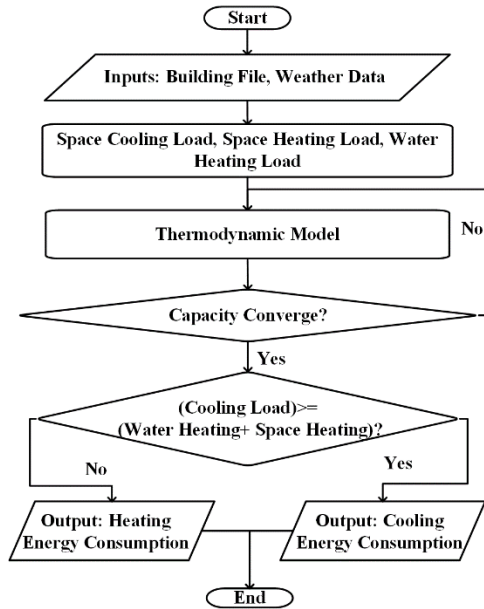 Start
Inputs: Building File, Weather Data
Space Cooling Load, Space Heating Load, Water
Heating Load
No
Thermodynamic Model
Capacity Converge?
Yes
(Cooling Load)>=
(Water Heating+ Space Heating)?
No
Yes
Output: Heating
Energy Consumption
Output: Cooling
Energy Consumption
End